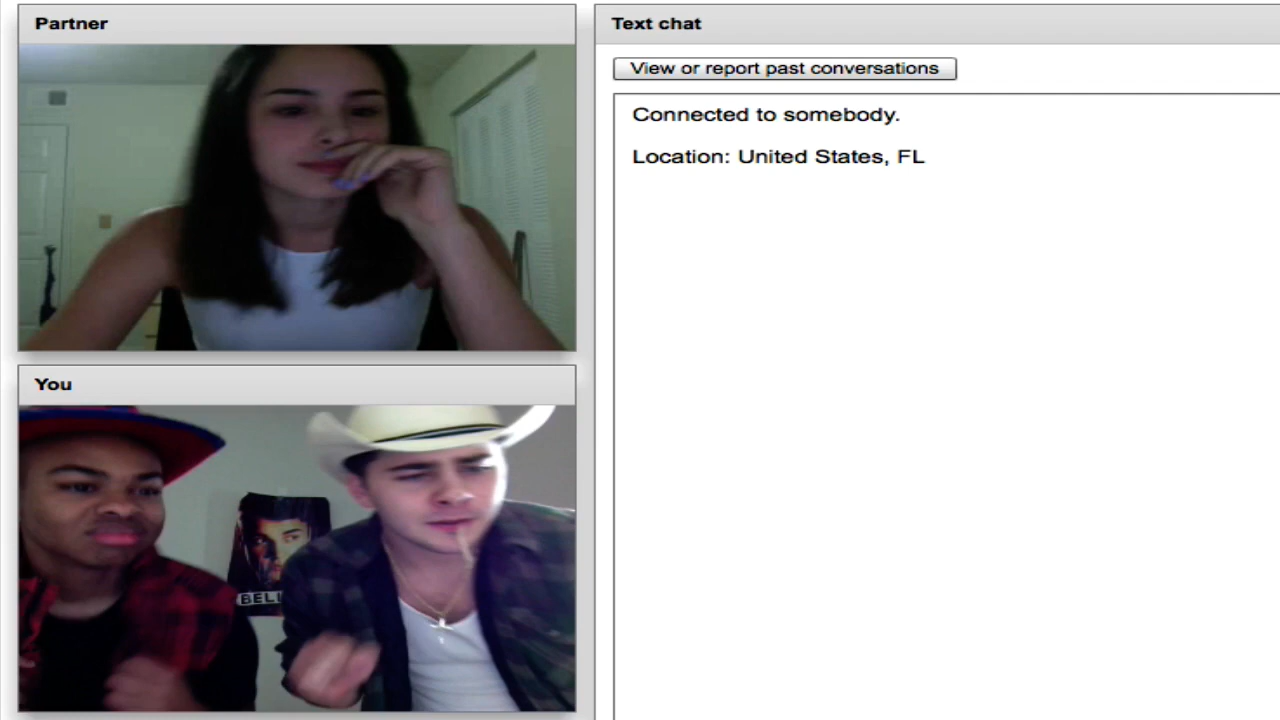 Partner
Text chat
View or report past conversations
Connected to somebody.
Location: United States, FL
You
BELI